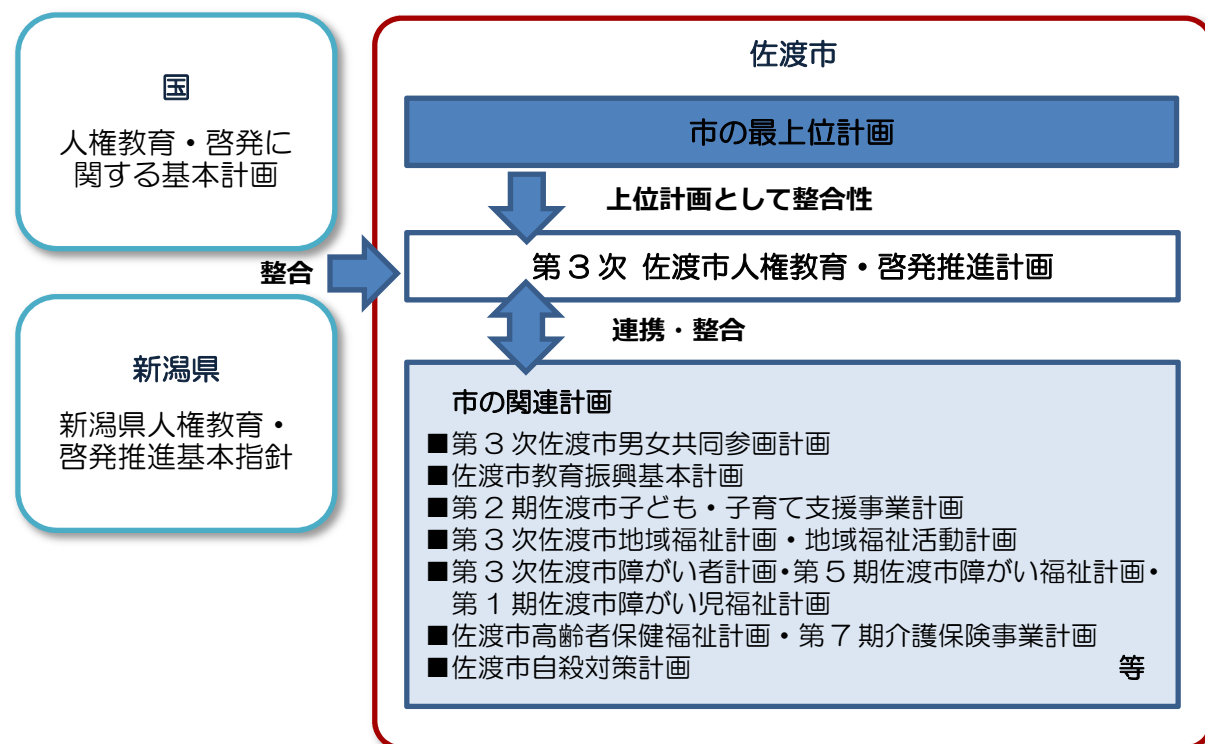 国
人権教育・啓発に
関する基本計画
整合
新潟県
新潟県人権教育・
啓発推進基本指針
佐渡市
市の最上位計画
上位計画として整合性
第3次 佐渡市人権教育・啓発推進計画
連携・整合
市の関連計画
■第3次佐渡市男女共同参画計画
■佐渡市教育振興基本計画
■第2期佐渡市子ども・子育て支援事業計画
■第3次佐渡市地域福祉計画・地域福祉活動計画
■第3次佐渡市障がい者計画・第5期佐渡市障がい福祉計画・
第1期佐渡市障がい児福祉計画
■佐渡市高齢者保健福祉計画・第7期介護保険事業計画
■佐渡市自殺対策計画 等